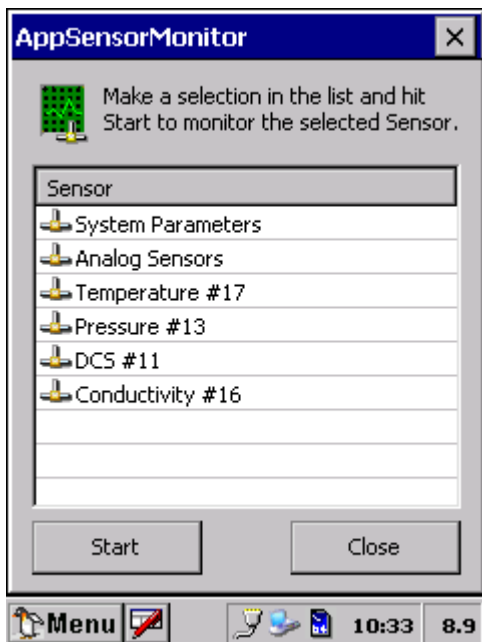 AppSensorMonitor
Make a selection in the list and hit
Start to monitor the selected Sensor.
Sensor
System Parameters
Analog Sensors
Temperature #17
Pressure #13
DCS #11
Conductivity #16
Start Close
Menu 10:33 8.9